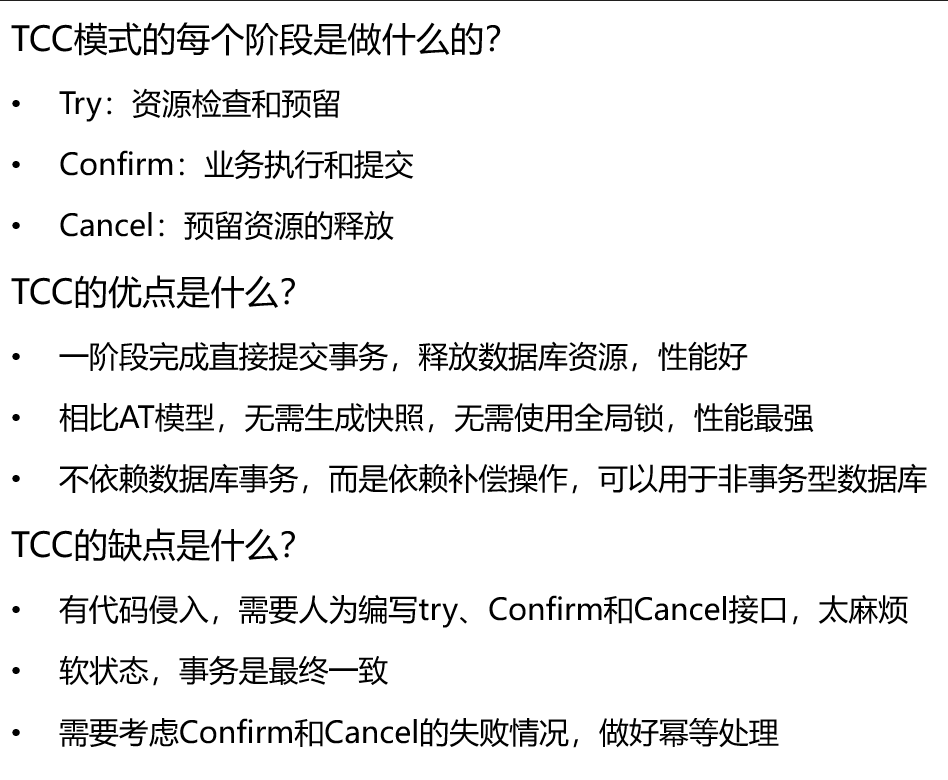 TCC模式的每个阶段是做什么的？
• Try：资源检查和预留
• Confirm：业务执行和提交
• Cancel：预留资源的释放
TCC的优点是什么？
• 一阶段完成直接提交事务，释放数据库资源，性能好
• 相比AT模型，无需生成快照，无需使用全局锁，性能最强
• 不依赖数据库事务，而是依赖补偿操作，可以用于非事务型数据库
TCC的缺点是什么？
• 有代码侵入，需要人为编写try、Confirm和Cancel接口，太麻烦
• 软状态，事务是最终一致
• 需要考虑Confirm和Cancel的失败情况，做好幂等处理